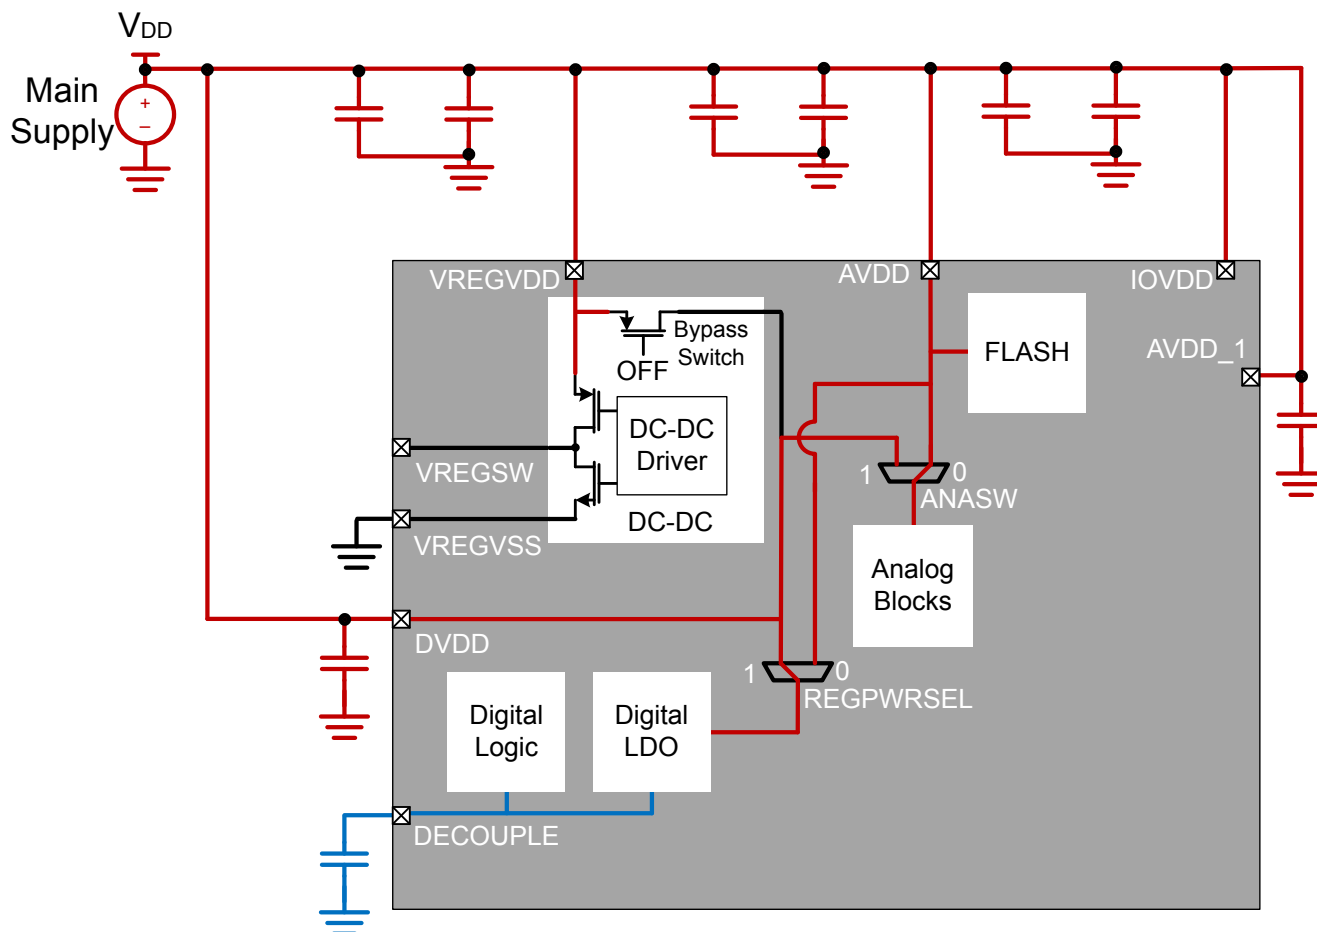 VDD
Main
Supply
+
–
VREGVDD
AVDD
IOVDD
Bypass
Switch
OFF
FLASH
AVDD_1
DC-DC
Driver
VREGSW
1
0
ANASW
DC-DC
VREGVSS
Analog
Blocks
DVDD
1
0
REGPWRSEL
Digital
Logic
Digital
LDO
DECOUPLE